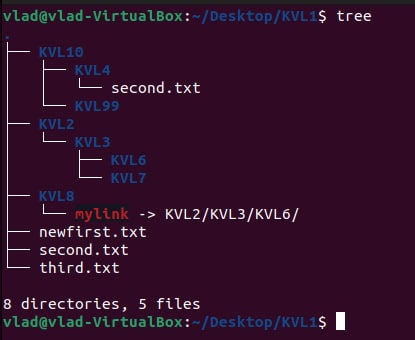 vlad@vlad-VirtualBox:~/Desktop/KVL1$ tree
.
├── KVL10
│   ├── KVL4
│   │   └── second.txt
│   └── KVL99
├── KVL2
│   └── KVL3
│       ├── KVL6
│       └── KVL7
├── KVL8
│   └── mylink -> KVL2/KVL3/KVL6/
├── newfirst.txt
├── second.txt
└── third.txt
8 directories, 5 files
vlad@vlad-VirtualBox:~/Desktop/KVL1$